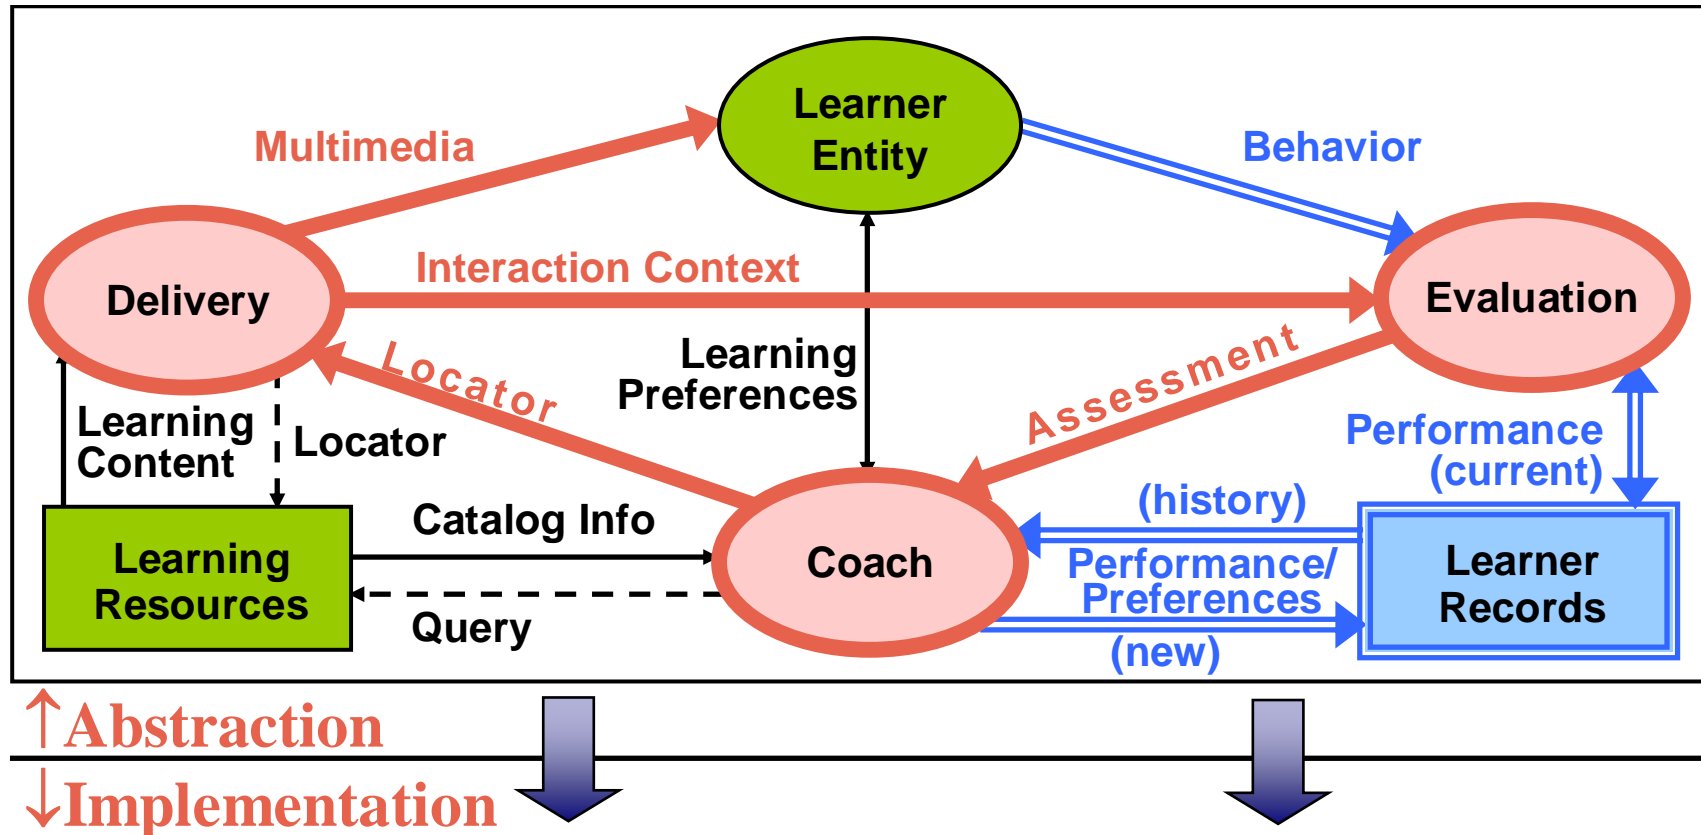 Learner
Entity
Multimedia
Behavior
Interaction Context
Delivery
Evaluation
Learning
Preferences
Locator
Assessment
Learning
Content
Locator
Performance
(current)
Catalog Info
(history)
Learning
Resources
Coach
Performance/
Preferences
Learner
Records
Query
(new)
↑Abstraction
↓Implementation